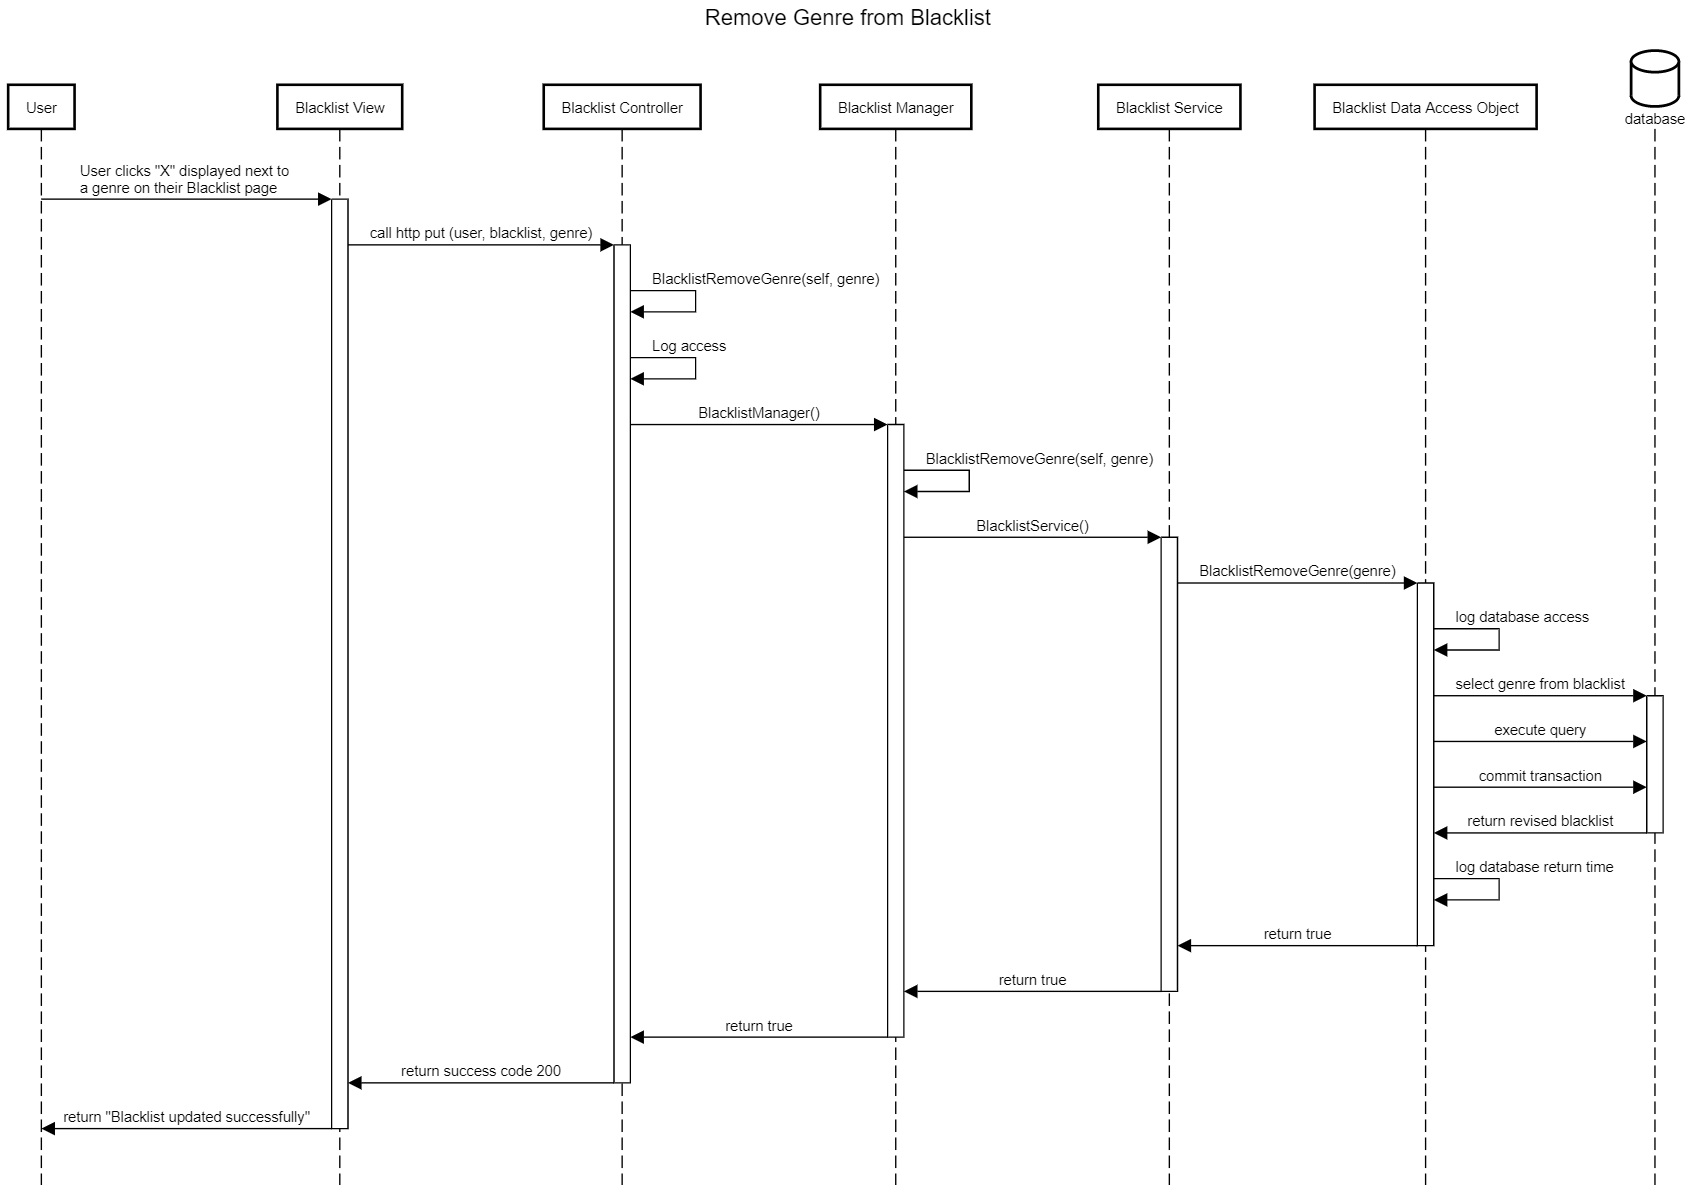 Remove Genre from Blacklist
User
Blacklist View
Blacklist Controller
Blacklist Manager
Blacklist Service
Blacklist Data Access Object
database
User clicks "X" displayed next to
a genre on their Blacklist page
call http put (user, blacklist, genre)
BlacklistRemoveGenre(self, genre)
Log access
BlacklistManager()
BlacklistRemoveGenre(self, genre)
BlacklistService()
BlacklistRemoveGenre(genre)
log database access
select genre from blacklist
execute query
commit transaction
return revised blacklist
log database return time
return true
return true
return true
return success code 200
return "Blacklist updated successfully"